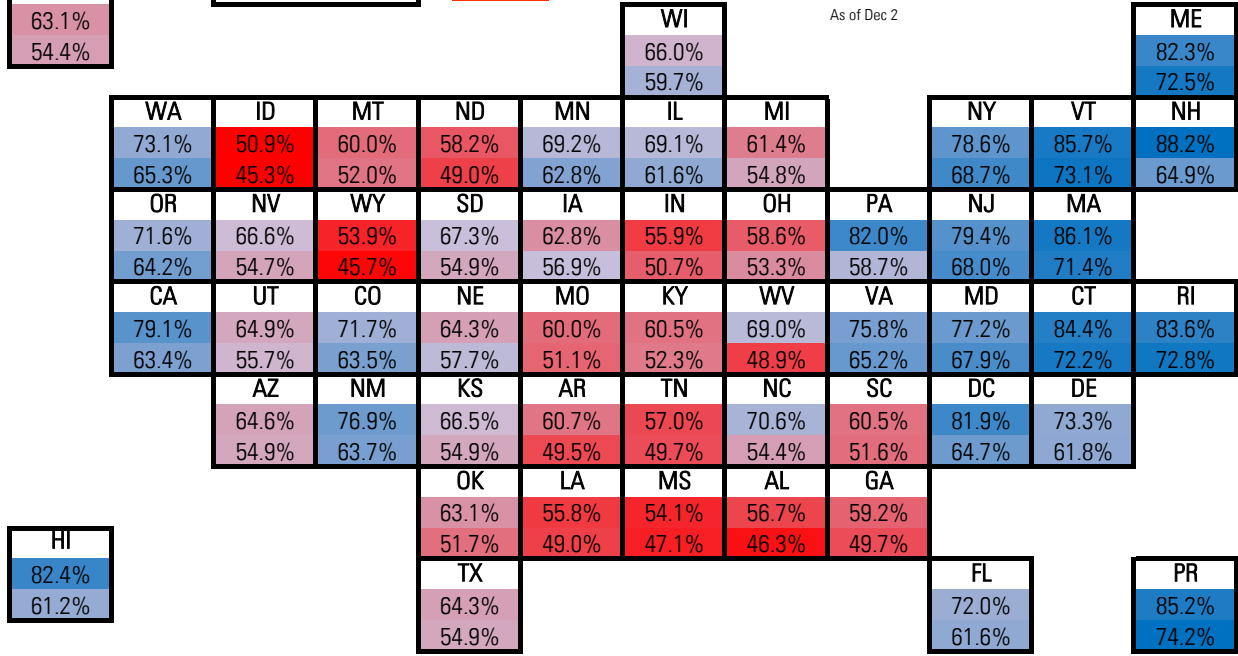 63.1%
54.4%
As of Dec 2
WI ME
66.0% 82.3%
59.7% 72.5%
WA ID MT ND MN IL MI NY VT NH
73.1% 50.9% 60.0% 58.2% 69.2% 69.1% 61.4% 78.6% 85.7% 88.2%
65.3% 45.3% 52.0% 49.0% 62.8% 61.6% 54.8% 68.7% 73.1% 64.9%
OR NV WY SD IA IN OH PA NJ MA
71.6% 66.6% 53.9% 67.3% 62.8% 55.9% 58.6% 82.0% 79.4% 86.1%
64.2% 54.7% 45.7% 54.9% 56.9% 50.7% 53.3% 58.7% 68.0% 71.4%
CA UT CO NE MO KY WV VA MD CT RI
79.1% 64.9% 71.7% 64.3% 60.0% 60.5% 69.0% 75.8% 77.2% 84.4% 83.6%
63.4% 55.7% 63.5% 57.7% 51.1% 52.3% 48.9% 65.2% 67.9% 72.2% 72.8%
AZ NM KS AR TN NC SC DC DE
64.6% 76.9% 66.5% 60.7% 57.0% 70.6% 60.5% 81.9% 73.3%
54.9% 63.7% 54.9% 49.5% 49.7% 54.4% 51.6% 64.7% 61.8%
OK LA MS AL GA
63.1% 55.8% 54.1% 56.7% 59.2%
51.7% 49.0% 47.1% 46.3% 49.7%
HI
82.4%
61.2%
TX FL PR
64.3% 72.0% 85.2%
54.9% 61.6% 74.2%